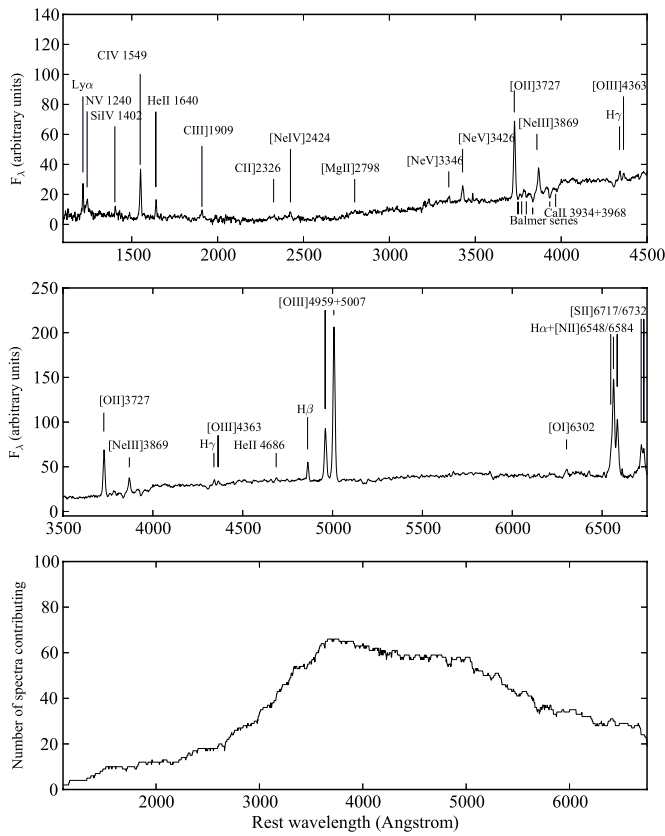 140
120
100
80
60
40
20
0
F_λ (arbitrary units)
CIV 1549
Lyα
NV 1240
HeII 1640
SiIV 1402
CIII]1909
[NeIV]2424
CII]2326
[MgII]2798
[NeV]3346
[NeV]3426
[OII]3727
[OIII]4363
[NeIII]3869
Hγ
CaII 3934+3968
Balmer series
1500 2000 2500 3000 3500 4000 4500
250
200
150
100
50
0
F_λ (arbitrary units)
[OIII]4959+5007
[SII]6717/6732
Hα+[NII]6548/6584
[OII]3727
Hβ
[OIII]4363
[NeIII]3869
Hγ
HeII 4686
[OI]6302
3500 4000 4500 5000 5500 6000 6500
100
80
60
40
20
0
Number of spectra contributing
2000 3000 4000 5000 6000
Rest wavelength (Angstrom)